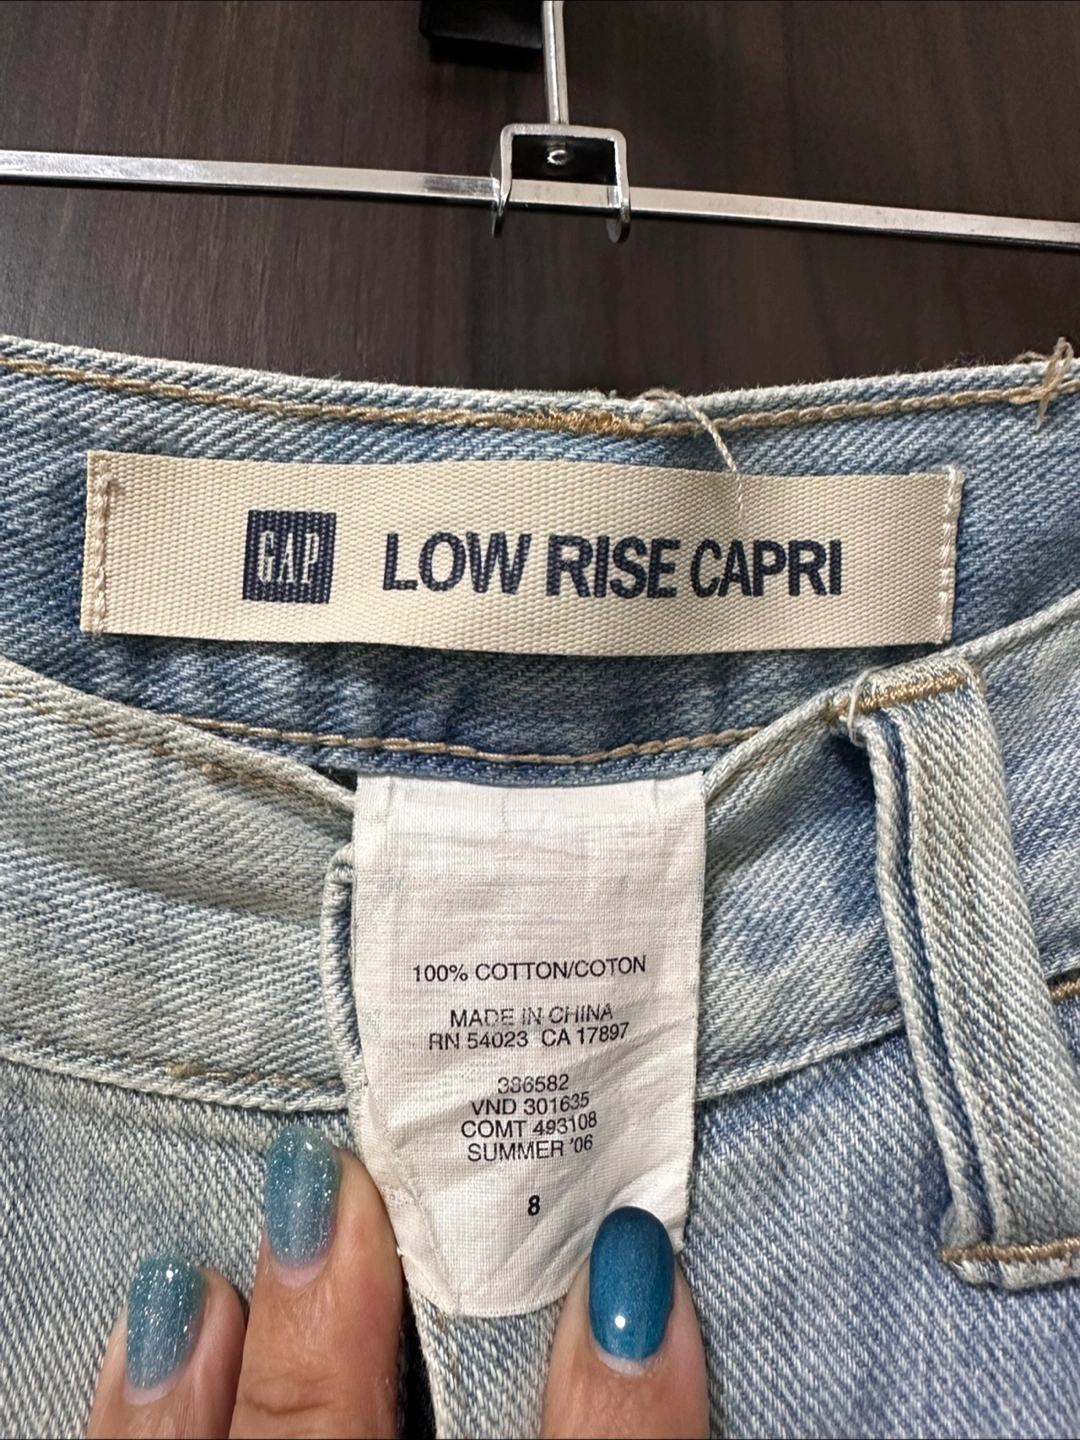 GAP LOW RISE CAPRI
100% COTTON/COTON
MADE IN CHINA
RN 54023 CA 17897
386582
VND 301635
COMT 493108
SUMMER '06
8